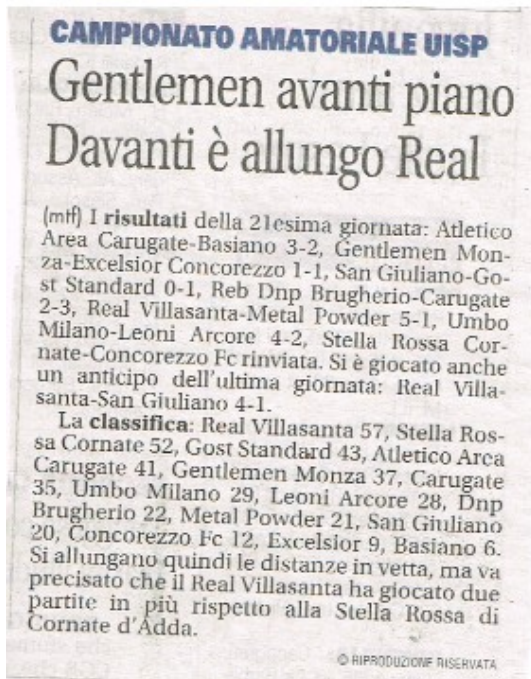 CAMPIONATO AMATORIALE UISP
Gentlemen avanti piano
Davanti è allungo Real
(mtf) I risultati della 21esima giornata: Atletico
Area Carugate-Basiano 3-2, Gentlemen Mon-
za-Excelsior Concorezzo 1-1, San Giuliano-Go-
st Standard 0-1, Reb Dnp Brugherio-Carugate
2-3, Real Villasanta-Metal Powder 5-1, Umbo
Milano-Leoni Arcore 4-2, Stella Rossa Cor-
nate-Concorezzo Fc rinviata. Si è giocato anche
un anticipo dell'ultima giornata: Real Villa-
santa-San Giuliano 4-1.
La classifica: Real Villasanta 57, Stella Ros-
sa Cornate 52, Gost Standard 43, Atletico Area
Carugate 41, Gentlemen Monza 37, Carugate
35, Umbo Milano 29, Leoni Arcore 28, Dnp
Brugherio 22, Metal Powder 21, San Giuliano
20, Concorezzo Fc 12, Excelsior 9, Basiano 6.
Si allungano quindi le distanze in vetta, ma va
precisato che il Real Villasanta ha giocato due
partite in più rispetto alla Stella Rossa di
Cornate d'Adda.
© RIPRODUZIONE RISERVATA